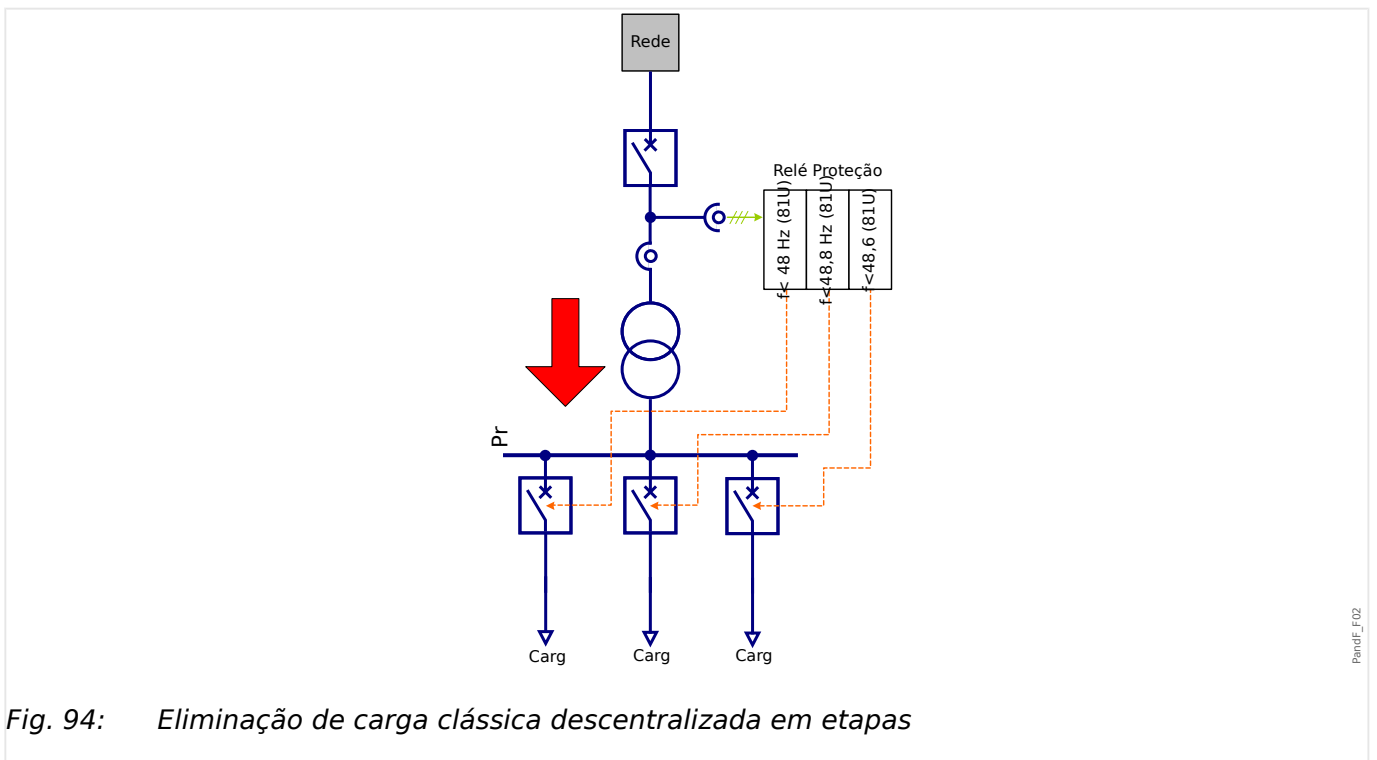 Rede
Relé Proteção
f< 48 Hz (81U)
f<48,8 Hz (81U)
f<48,6 (81U)
Pr
Carg
Carg
Carg
PandF_F02
Fig. 94: Eliminação de carga clássica descentralizada em etapas